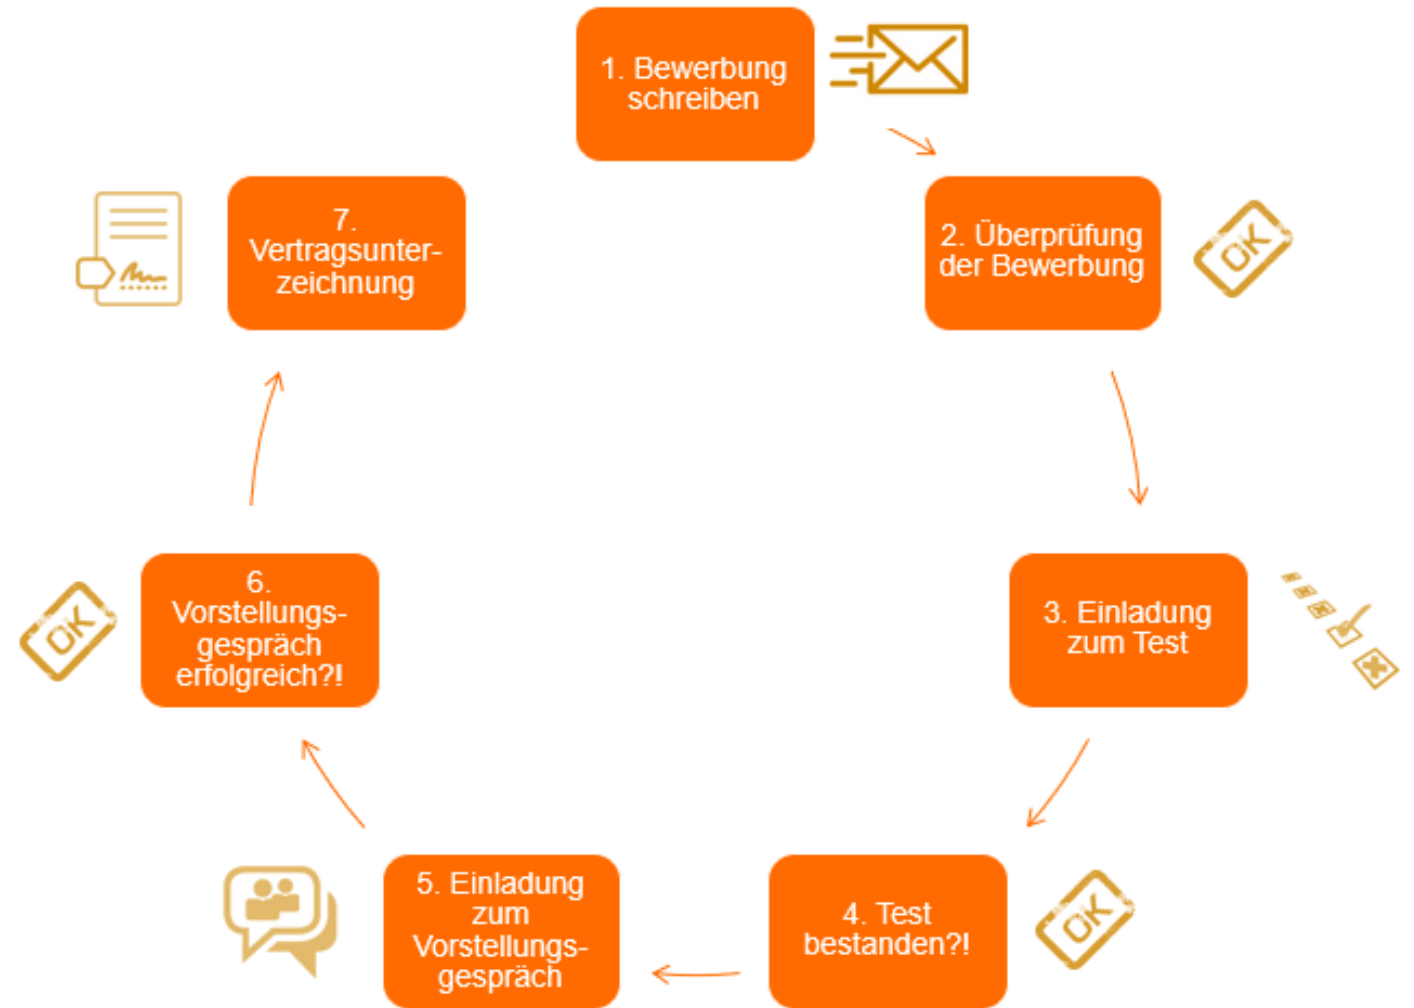 1. Bewerbung
schreiben
2. Überprüfung
der Bewerbung
OK
3. Einladung
zum Test
4. Test
bestanden?!
OK
5. Einladung
zum
Vorstellungs-
gespräch
6.
Vorstellungs-
gespräch
erfolgreich?!
OK
7.
Vertragsunter-
zeichnung